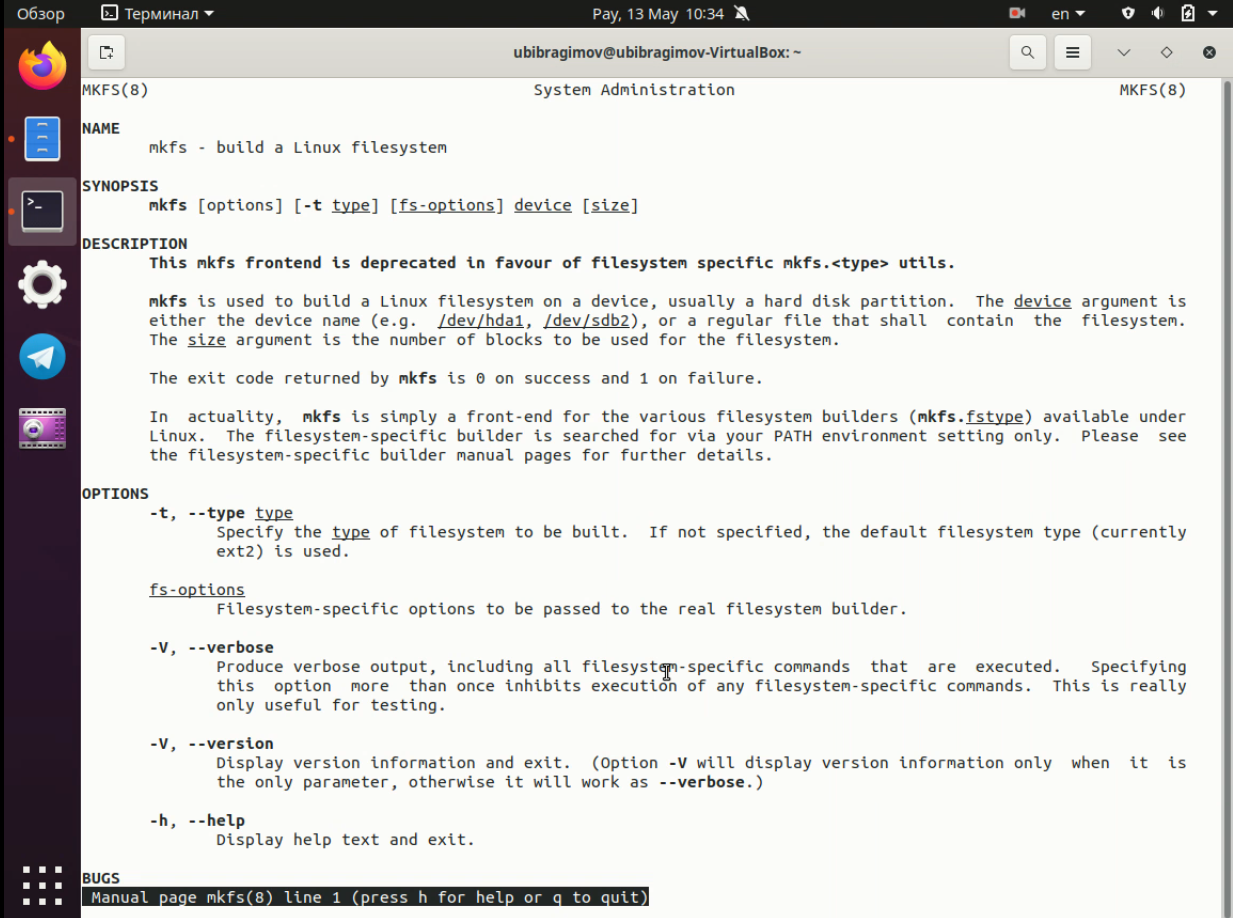 Обзор
Терминал
Pay, 13 May 10:34
en
ubibragimov@ubibragimov-VirtualBox: ~
MKFS(8) System Administration MKFS(8)
NAME
mkfs - build a Linux filesystem
SYNOPSIS
mkfs [options] [-t type] [fs-options] device [size]
DESCRIPTION
This mkfs frontend is deprecated in favour of filesystem specific mkfs.<type> utils.
mkfs is used to build a Linux filesystem on a device, usually a hard disk partition. The device argument is
either the device name (e.g. /dev/hda1, /dev/sdb2), or a regular file that shall contain the filesystem.
The size argument is the number of blocks to be used for the filesystem.
The exit code returned by mkfs is 0 on success and 1 on failure.
In actuality, mkfs is simply a front-end for the various filesystem builders (mkfs.fstype) available under
Linux. The filesystem-specific builder is searched for via your PATH environment setting only. Please see
the filesystem-specific builder manual pages for further details.
OPTIONS
-t, --type type
Specify the type of filesystem to be built. If not specified, the default filesystem type (currently
ext2) is used.
fs-options
Filesystem-specific options to be passed to the real filesystem builder.
-V, --verbose
Produce verbose output, including all filesystem-specific commands that are executed. Specifying
this option more than once inhibits execution of any filesystem-specific commands. This is really
only useful for testing.
-V, --version
Display version information and exit. (Option -V will display version information only when it is
the only parameter, otherwise it will work as --verbose.)
-h, --help
Display help text and exit.
BUGS
Manual page mkfs(8) line 1 (press h for help or q to quit)